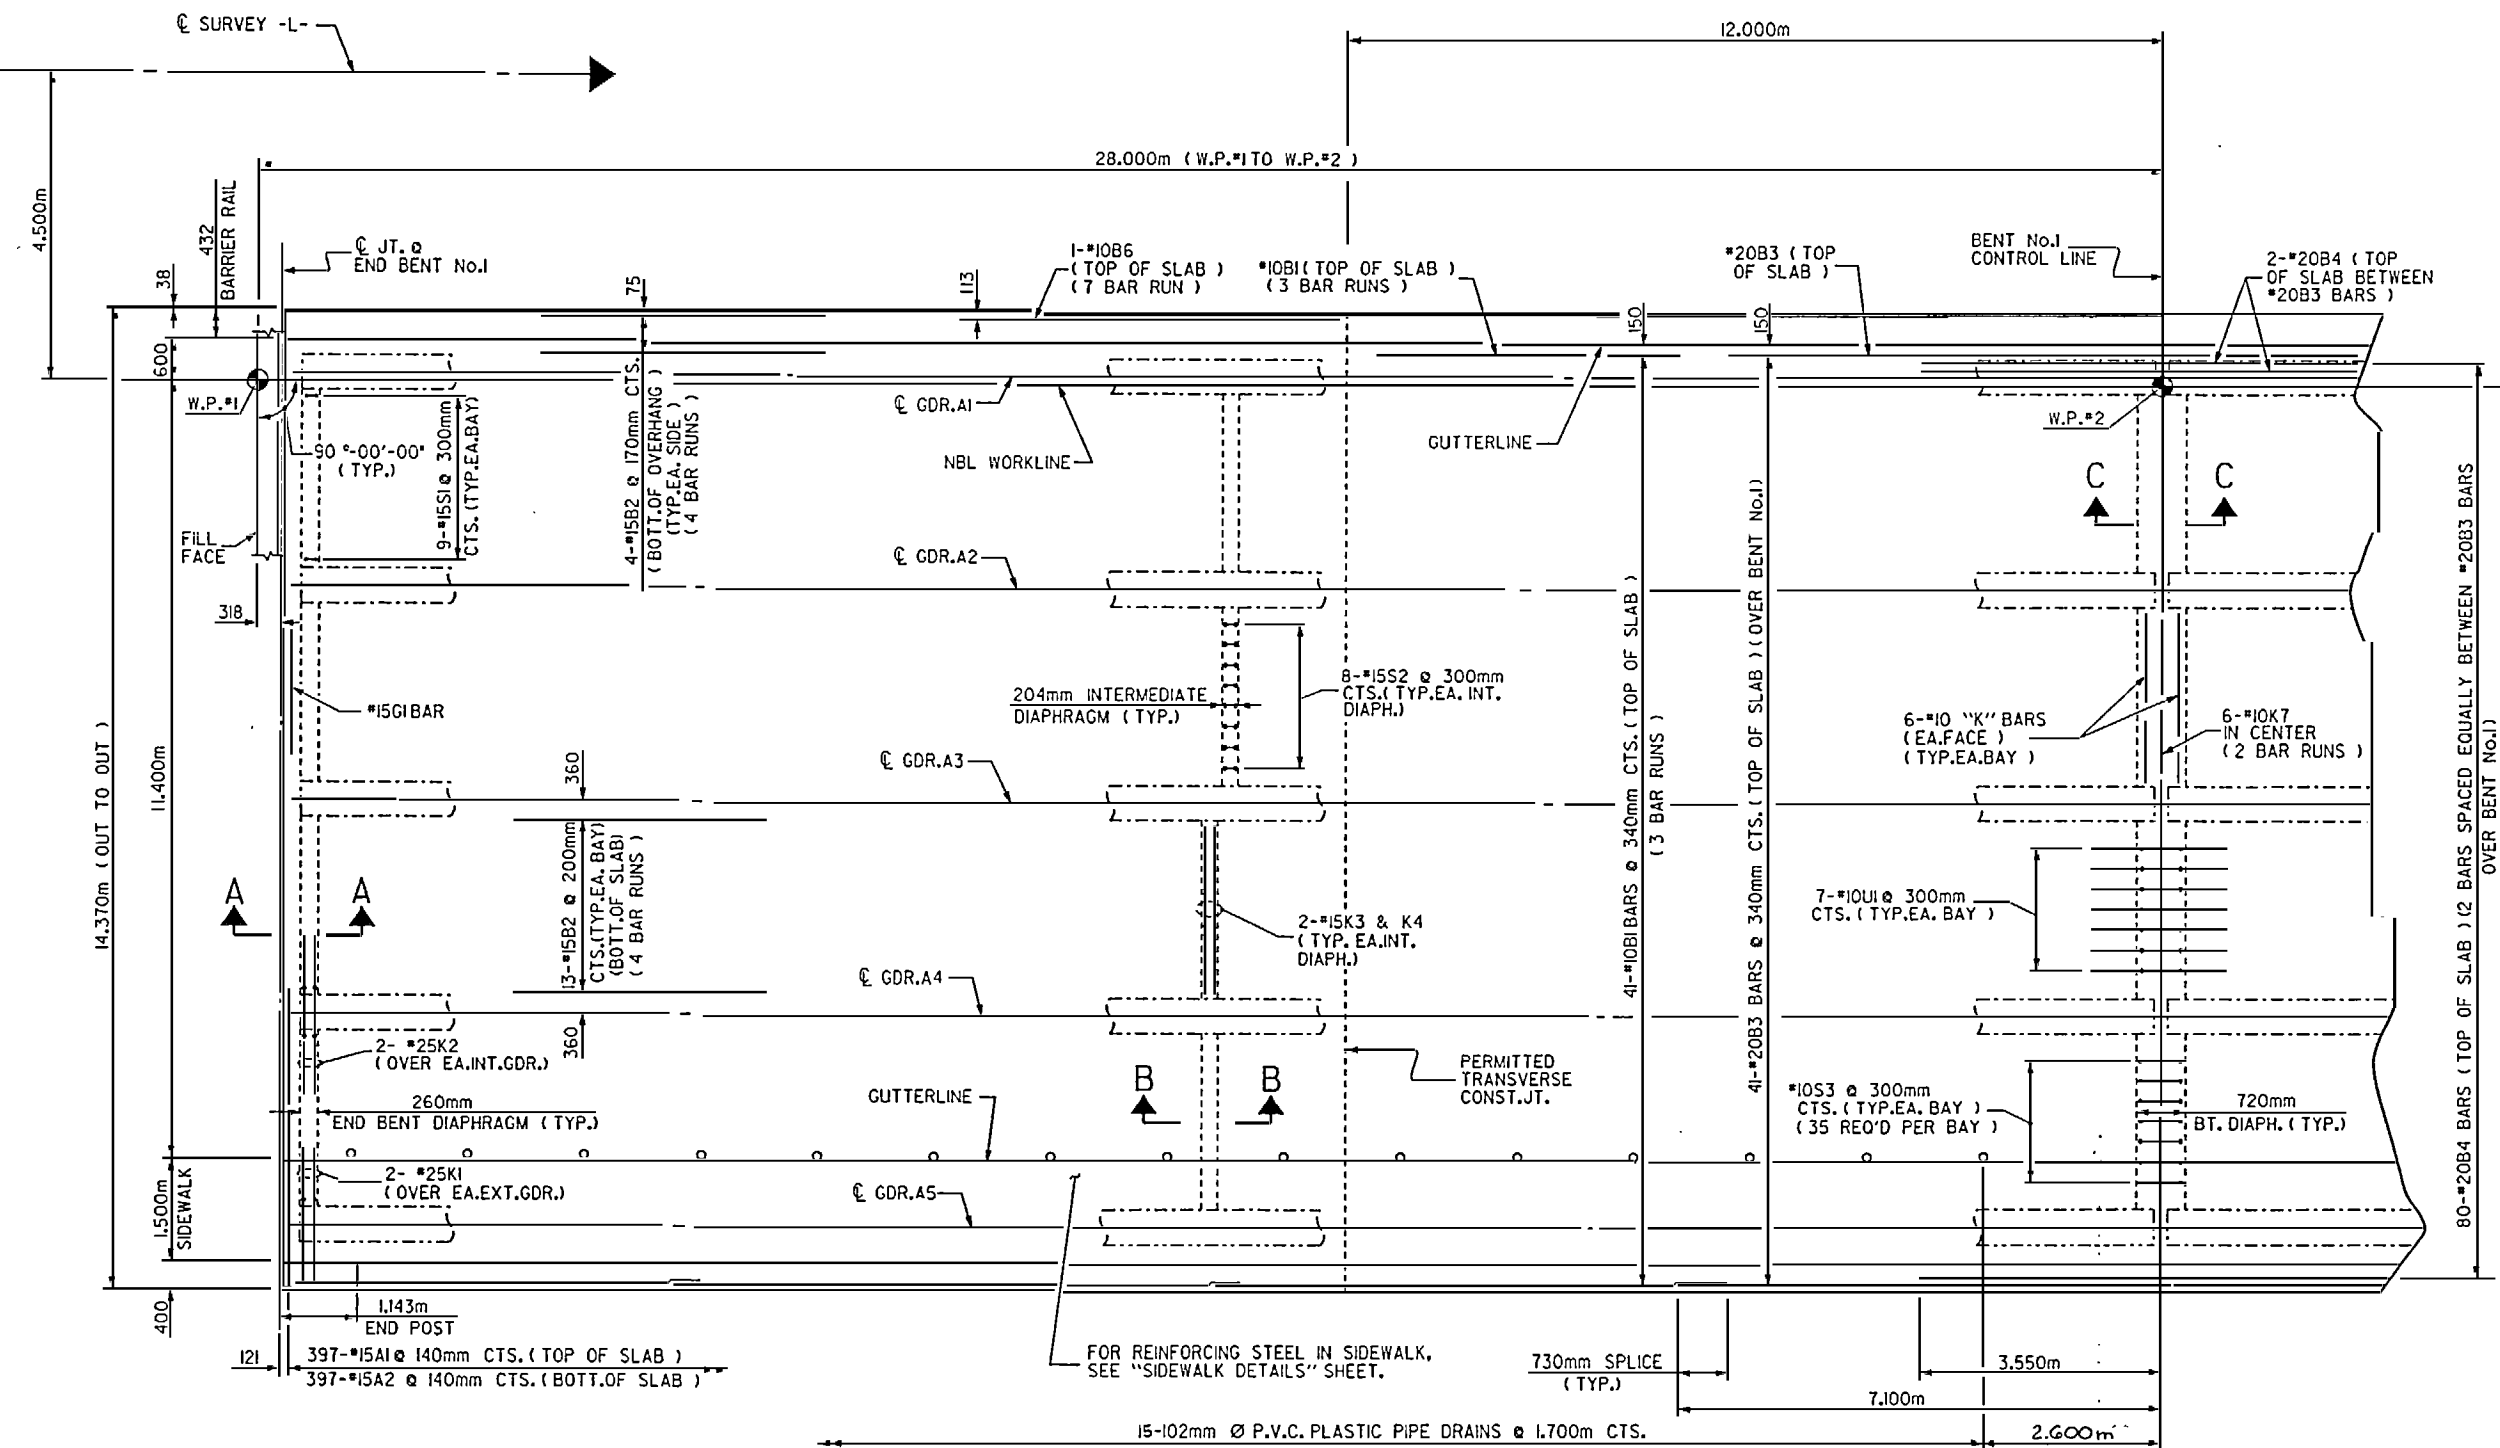 ℄ SURVEY -L-
12.000m
28.000m ( W.P.#1 TO W.P.#2 )
4.500m
432
BARRIER RAIL
38
℄ JT. @
END BENT No.1
75
113
1-#10B6
( TOP OF SLAB )
( 7 BAR RUN )
#10B1 ( TOP OF SLAB )
( 3 BAR RUNS )
#20B3 ( TOP
OF SLAB )
BENT No.1
CONTROL LINE
2-#20B4 ( TOP
OF SLAB BETWEEN
#20B3 BARS )
150
150
600
W.P.#1
90°-00'-00"
( TYP.)
9-#15S1 @ 300mm
CTS. (TYP.EA.BAY)
4-#15B2 @ 170mm CTS.
(BOTT.OF OVERHANG )
(TYP.EA. SIDE )
( 4 BAR RUNS )
℄ GDR.A1
NBL WORKLINE
GUTTERLINE
W.P.#2
C
C
FILL
FACE
℄ GDR.A2
318
#15G1 BAR
204mm INTERMEDIATE
DIAPHRAGM ( TYP.)
8-#15S2 @ 300mm
CTS.( TYP.EA. INT.
DIAPH.)
6-#10 "K" BARS
( EA.FACE )
( TYP.EA.BAY )
6-#10K7
IN CENTER
( 2 BAR RUNS )
14.370m ( OUT TO OUT )
11.400m
360
℄ GDR.A3
41-#10B1 BARS @ 340mm CTS. ( TOP OF SLAB )
( 3 BAR RUNS )
41-#20B3 BARS @ 340mm CTS. ( TOP OF SLAB ) ( OVER BENT No.1)
80-#20B4 BARS ( TOP OF SLAB ) (2 BARS SPACED EQUALLY BETWEEN #20B3 BARS
OVER BENT No.1)
13-#15B2 @ 200mm
CTS.(TYP.EA. BAY)
(BOTT.OF SLAB)
( 4 BAR RUNS )
A
A
7-#10U1 @ 300mm
CTS. ( TYP.EA. BAY )
2-#15K3 & K4
( TYP. EA.INT.
DIAPH.)
℄ GDR.A4
360
2- #25K2
( OVER EA.INT.GDR.)
PERMITTED
TRANSVERSE
CONST.JT.
B
B
GUTTERLINE
260mm
END BENT DIAPHRAGM ( TYP.)
#10S3 @ 300mm
CTS. ( TYP.EA. BAY )
( 35 REQ'D PER BAY )
720mm
BT. DIAPH. ( TYP.)
1.500m
SIDEWALK
2- #25K1
( OVER EA.EXT.GDR.)
℄ GDR.A5
400
1.143m
END POST
121
397-#15A1 @ 140mm CTS. ( TOP OF SLAB )
397-#15A2 @ 140mm CTS. ( BOTT.OF SLAB )
FOR REINFORCING STEEL IN SIDEWALK,
SEE "SIDEWALK DETAILS" SHEET.
730mm SPLICE
( TYP.)
3.550m
7.100m
15-102mm Ø P.V.C. PLASTIC PIPE DRAINS @ 1.700m CTS.
2.600m